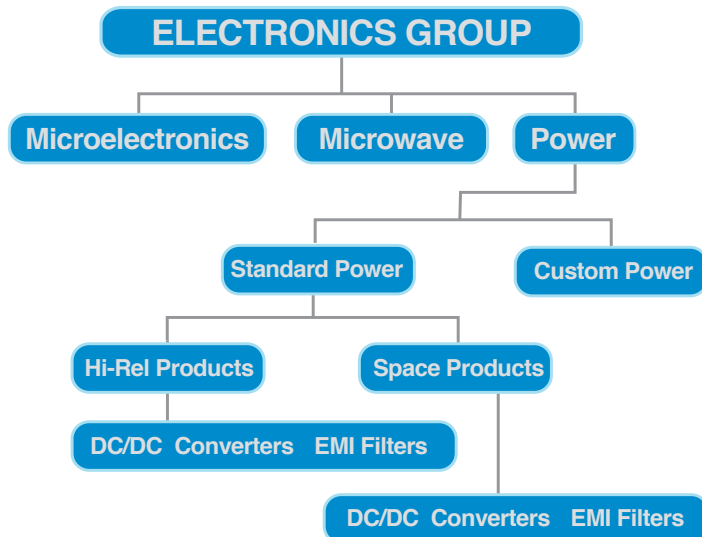 ELECTRONICS GROUP
Microelectronics
Microwave
Power
Standard Power
Custom Power
Hi-Rel Products
Space Products
DC/DC Converters EMI Filters
DC/DC Converters EMI Filters